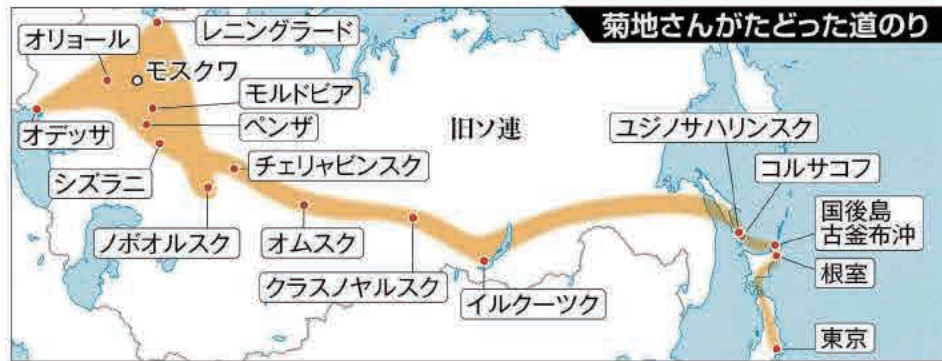 菊地さんがたどった道のり
レニングラード
オリョール
モスクワ
モルドビア
ペンザ
オデッサ
シズラニ
旧ソ連
チェリャビンスク
ノボオルスク
オムスク
クラスノヤルスク
イルクーツク
ユジノサハリンスク
コルサコフ
国後島
古釜布沖
根室
東京